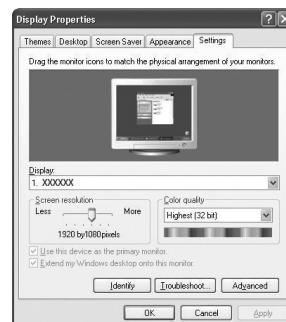 Display Properties
Themes Desktop Screen Saver Appearance Settings
Drag the monitor icons to match the physical arrangement of your monitors.
Display:
1. XXXXXX
Screen resolution
Less More
1920 by1080pixels
Color quality
Highest (32 bit)
Use this device as the primary monitor.
Extend my Windows desktop onto this monitor.
Identify Troubleshoot... Advanced
OK Cancel Apply